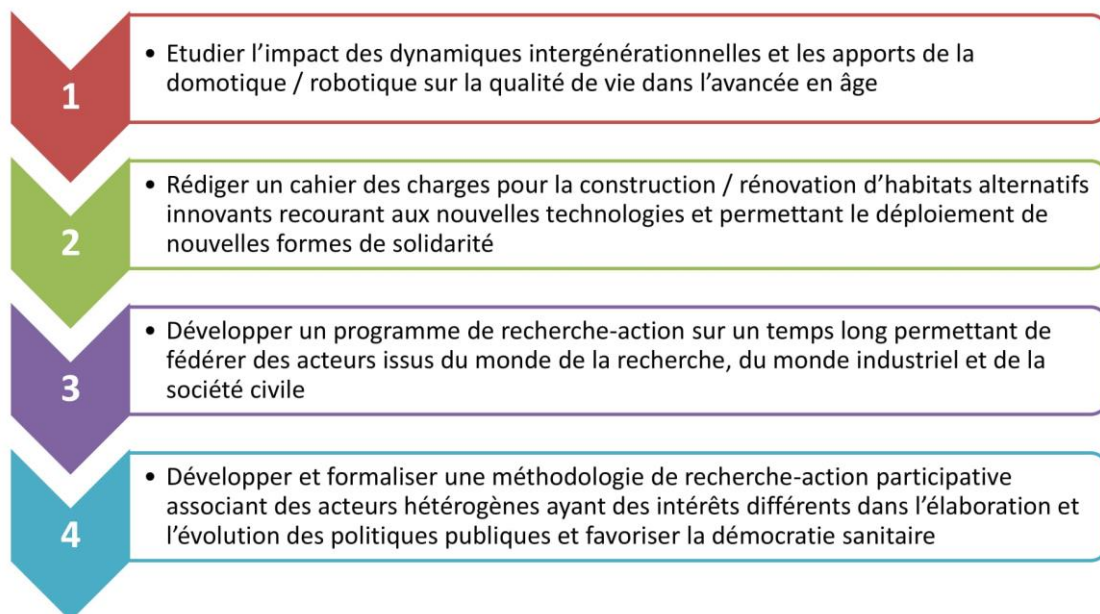 1
• Etudier l’impact des dynamiques intergénérationnelles et les apports de la
domotique / robotique sur la qualité de vie dans l’avancée en âge
2
• Rédiger un cahier des charges pour la construction / rénovation d’habitats alternatifs
innovants recourant aux nouvelles technologies et permettant le déploiement de
nouvelles formes de solidarité
3
• Développer un programme de recherche-action sur un temps long permettant de
fédérer des acteurs issus du monde de la recherche, du monde industriel et de la
société civile
4
• Développer et formaliser une méthodologie de recherche-action participative
associant des acteurs hétérogènes ayant des intérêts différents dans l’élaboration et
l’évolution des politiques publiques et favoriser la démocratie sanitaire